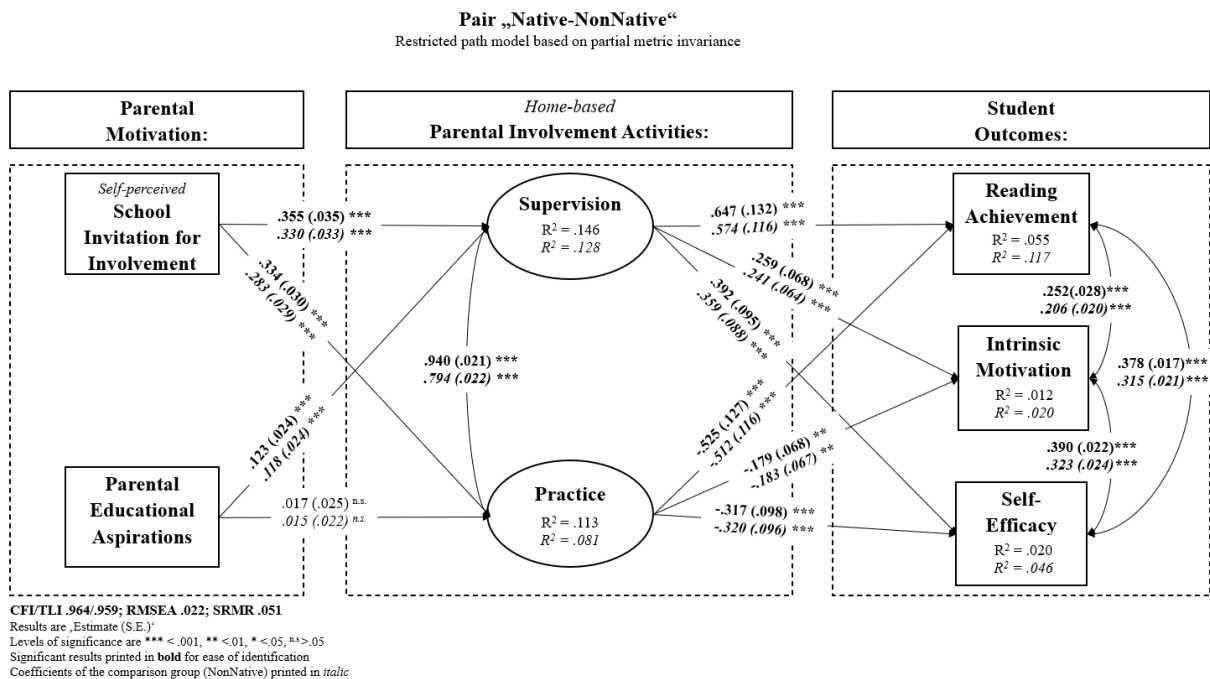 Pair „Native-NonNative“
Restricted path model based on partial metric invariance
Parental
Motivation:
Home-based
Parental Involvement Activities:
Student
Outcomes:
Self-perceived
School
Invitation for
Involvement
Parental
Educational
Aspirations
.355 (.035) ***
.330 (.033) ***
.334 (.030) ***
.283 (.029) ***
.123 (.024) ***
.118 (.024) ***
.017 (.025) n.s.
.015 (.022) n.s.
Supervision
R² = .146
R² = .128
.940 (.021) ***
.794 (.022) ***
Practice
R² = .113
R² = .081
.647 (.132) ***
.574 (.116) ***
.259 (.068) ***
.241 (.064) ***
.392 (.095) ***
.359 (.088) ***
-.525 (.127) ***
-.512 (.116) ***
-.179 (.068) **
-.183 (.067) **
-.317 (.098) ***
-.320 (.096) ***
Reading
Achievement
R² = .055
R² = .117
.252(.028) ***
.206 (.020) ***
Intrinsic
Motivation
R² = .012
R² = .020
.378 (.017)***
.315 (.021)***
.390 (.022)***
.323 (.024)***
Self-
Efficacy
R² = .020
R² = .046
CFI/TLI .964/.959; RMSEA .022; SRMR .051
Results are ‚Estimate (S.E.)‘
Levels of significance are *** < .001, ** <.01, * <.05, n.s >.05
Significant results printed in bold for ease of identification
Coefficients of the comparison group (NonNative) printed in italic